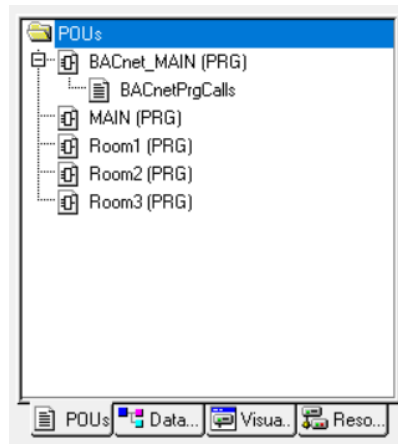 POUs
BACnet_MAIN (PRG)
BACnetPrgCalls
MAIN (PRG)
Room1 (PRG)
Room2 (PRG)
Room3 (PRG)
POUs Data... Visua.. Reso...